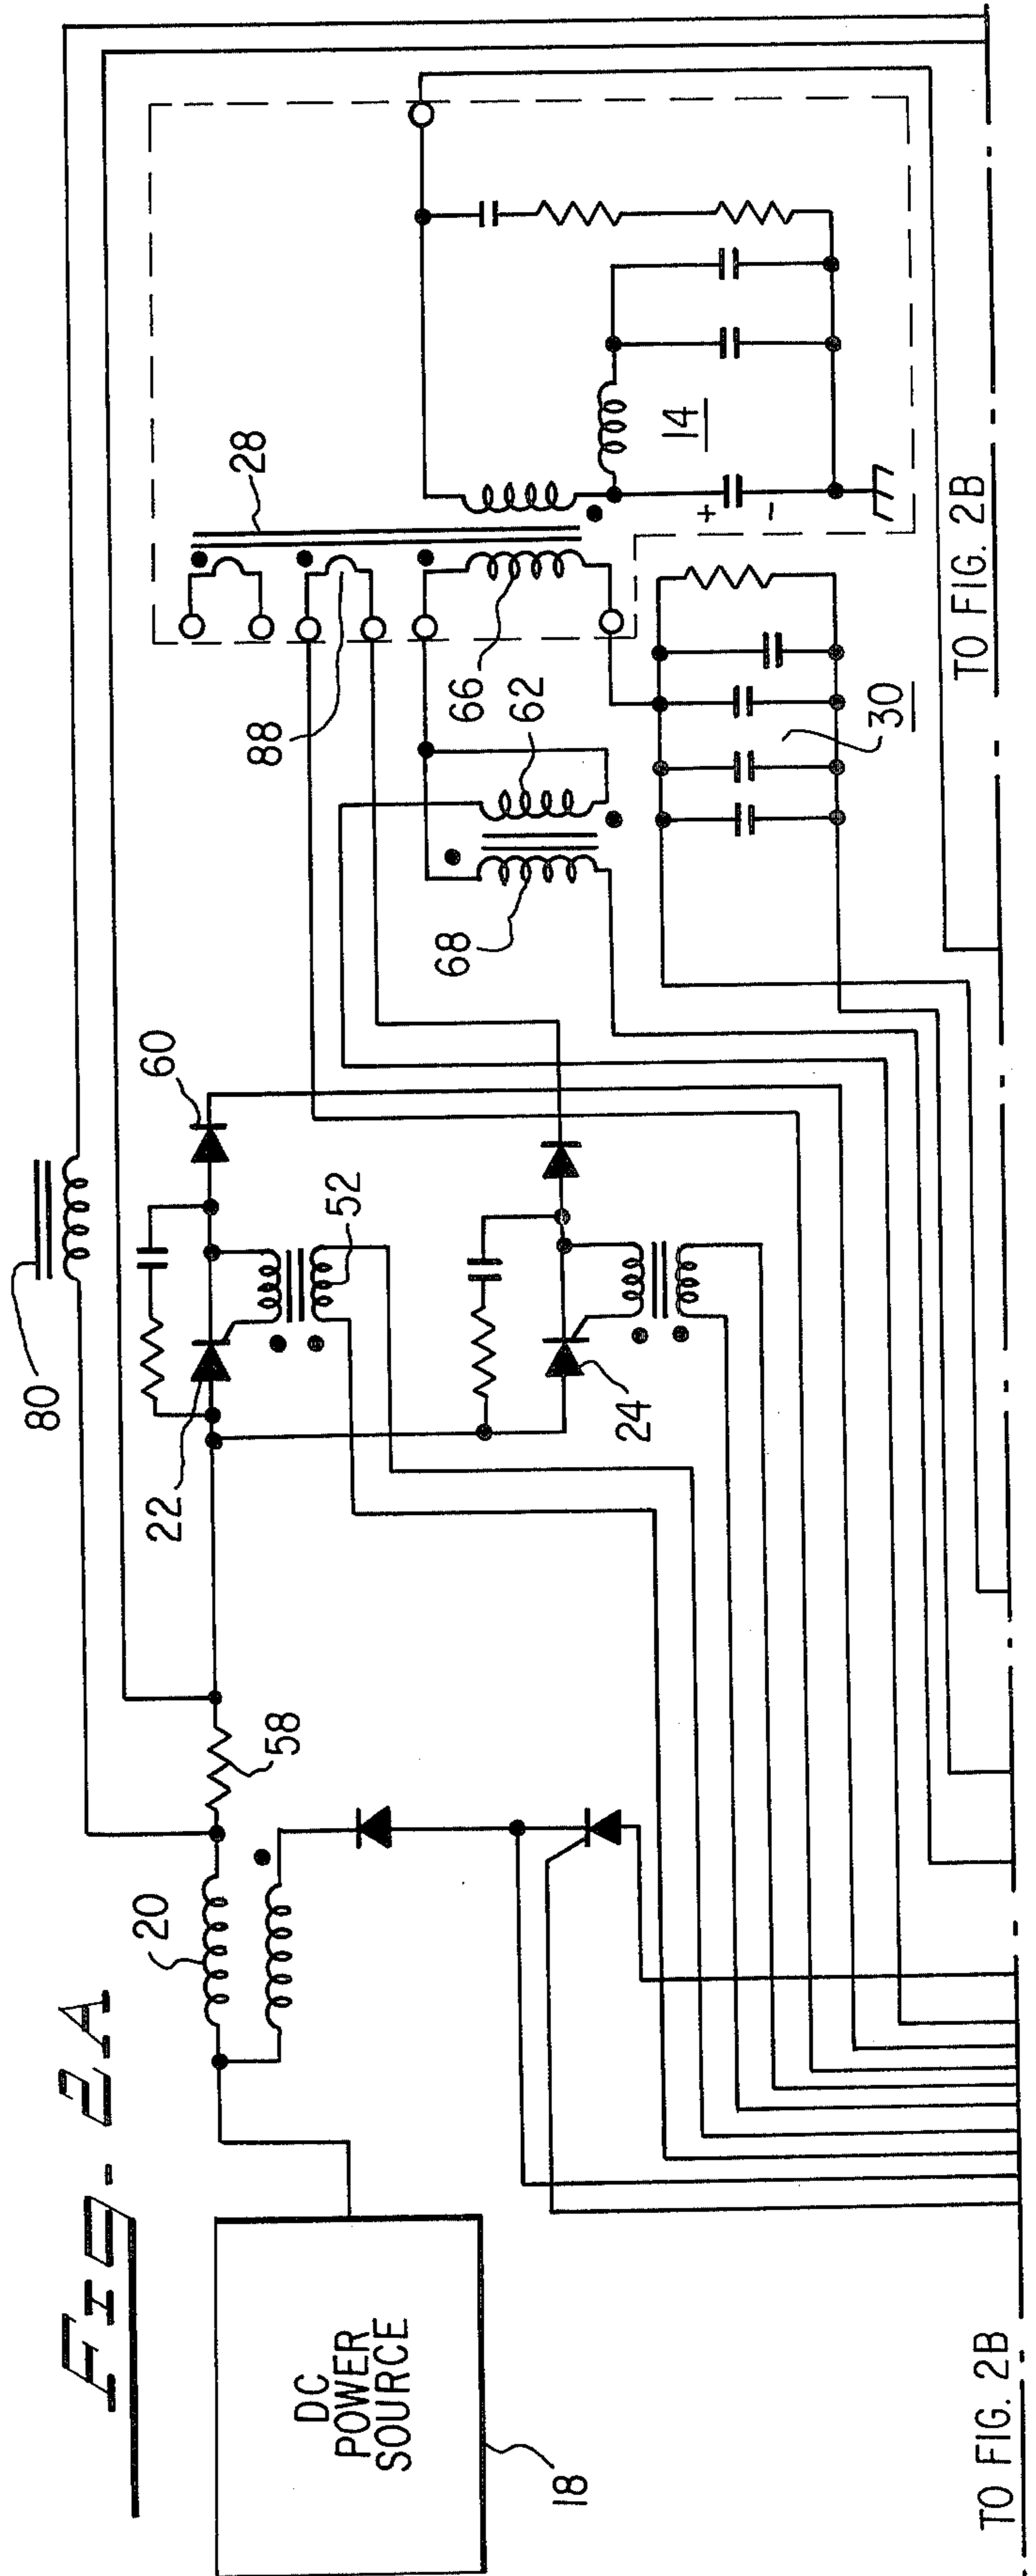 FIG-2A
DC
POWER
SOURCE
18
20
58
22
80
60
52
24
68
62
66
88
28
14
+
-
30
TO FIG. 2B
TO FIG. 2B